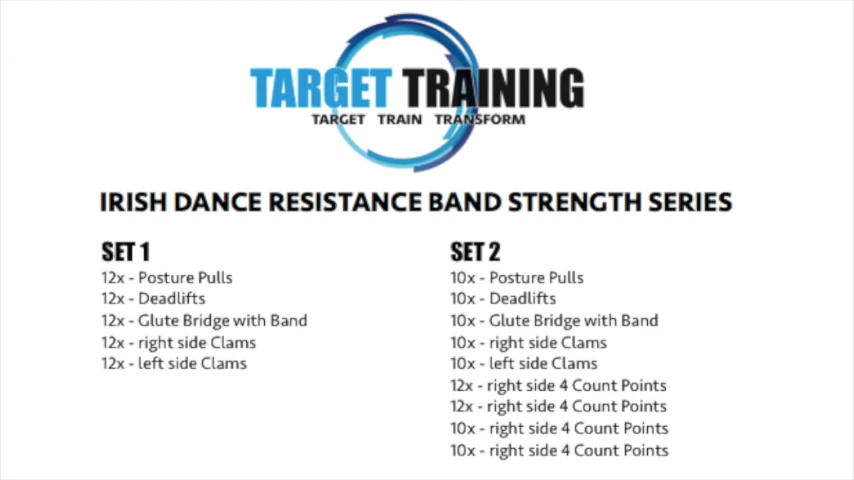 TARGET TRAINING
TARGET TRAIN TRANSFORM
IRISH DANCE RESISTANCE BAND STRENGTH SERIES
SET 1
12x - Posture Pulls
12x - Deadlifts
12x - Glute Bridge with Band
12x - right side Clams
12x - left side Clams
SET 2
10x - Posture Pulls
10x - Deadlifts
10x - Glute Bridge with Band
10x - right side Clams
10x - left side Clams
12x - right side 4 Count Points
12x - right side 4 Count Points
10x - right side 4 Count Points
10x - right side 4 Count Points